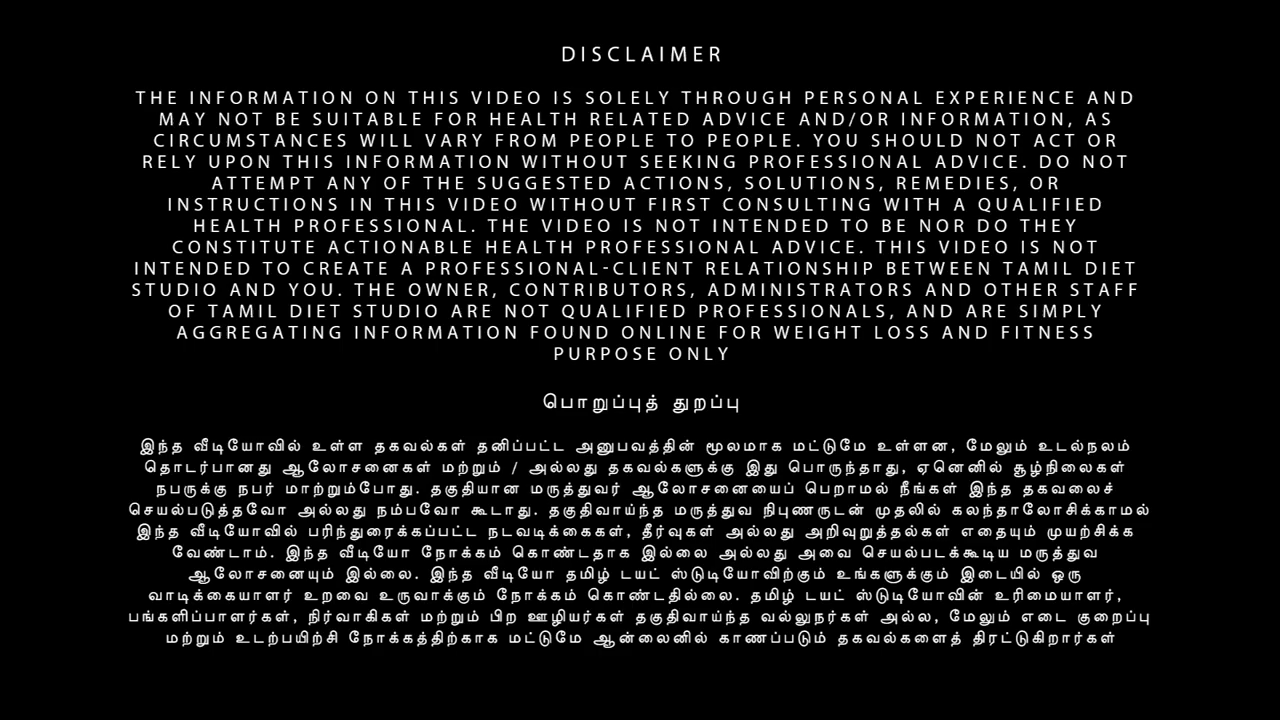 DISCLAIMER
THE INFORMATION ON THIS VIDEO IS SOLELY THROUGH PERSONAL EXPERIENCE AND
MAY NOT BE SUITABLE FOR HEALTH RELATED ADVICE AND/OR INFORMATION, AS
CIRCUMSTANCES WILL VARY FROM PEOPLE TO PEOPLE. YOU SHOULD NOT ACT OR
RELY UPON THIS INFORMATION WITHOUT SEEKING PROFESSIONAL ADVICE. DO NOT
ATTEMPT ANY OF THE SUGGESTED ACTIONS, SOLUTIONS, REMEDIES, OR
INSTRUCTIONS IN THIS VIDEO WITHOUT FIRST CONSULTING WITH A QUALIFIED
HEALTH PROFESSIONAL. THE VIDEO IS NOT INTENDED TO BE NOR DO THEY
CONSTITUTE ACTIONABLE HEALTH PROFESSIONAL ADVICE. THIS VIDEO IS NOT
INTENDED TO CREATE A PROFESSIONAL-CLIENT RELATIONSHIP BETWEEN TAMIL DIET
STUDIO AND YOU. THE OWNER, CONTRIBUTORS, ADMINISTRATORS AND OTHER STAFF
OF TAMIL DIET STUDIO ARE NOT QUALIFIED PROFESSIONALS, AND ARE SIMPLY
AGGREGATING INFORMATION FOUND ONLINE FOR WEIGHT LOSS AND FITNESS
PURPOSE ONLY
பொறுப்புத் துறப்பு
இந்த வீடியோவில் உள்ள தகவல்கள் தனிப்பட்ட அனுபவத்தின் மூலமாக மட்டுமே உள்ளன, மேலும் உடல்நலம்
தொடர்பானது ஆலோசனைகள் மற்றும் / அல்லது தகவல்களுக்கு இது பொருந்தாது, ஏனெனில் சூழ்நிலைகள்
நபருக்கு நபர் மாற்றும்போது. தகுதியான மருத்துவர் ஆலோசனையைப் பெறாமல் நீங்கள் இந்த தகவலைச்
செயல்படுத்தவோ அல்லது நம்பவோ கூடாது. தகுதிவாய்ந்த மருத்துவ நிபுணருடன் முதலில் கலந்தாலோசிக்காமல்
இந்த வீடியோவில் பரிந்துரைக்கப்பட்ட நடவடிக்கைகள், தீர்வுகள் அல்லது அறிவுறுத்தல்கள் எதையும் முயற்சிக்க
வேண்டாம். இந்த வீடியோ நோக்கம் கொண்டதாக இல்லை அல்லது அவை செயல்படக்கூடிய மருத்துவ
ஆலோசனையும் இல்லை. இந்த வீடியோ தமிழ் டயட் ஸ்டுடியோவிற்கும் உங்களுக்கும் இடையில் ஒரு
வாடிக்கையாளர் உறவை உருவாக்கும் நோக்கம் கொண்டதில்லை. தமிழ் டயட் ஸ்டுடியோவின் உரிமையாளர்,
பங்களிப்பாளர்கள், நிர்வாகிகள் மற்றும் பிற ஊழியர்கள் தகுதிவாய்ந்த வல்லுநர்கள் அல்ல, மேலும் எடை குறைப்பு
மற்றும் உடற்பயிற்சி நோக்கத்திற்காக மட்டுமே ஆன்லைனில் காணப்படும் தகவல்களைத் திரட்டுகிறார்கள்